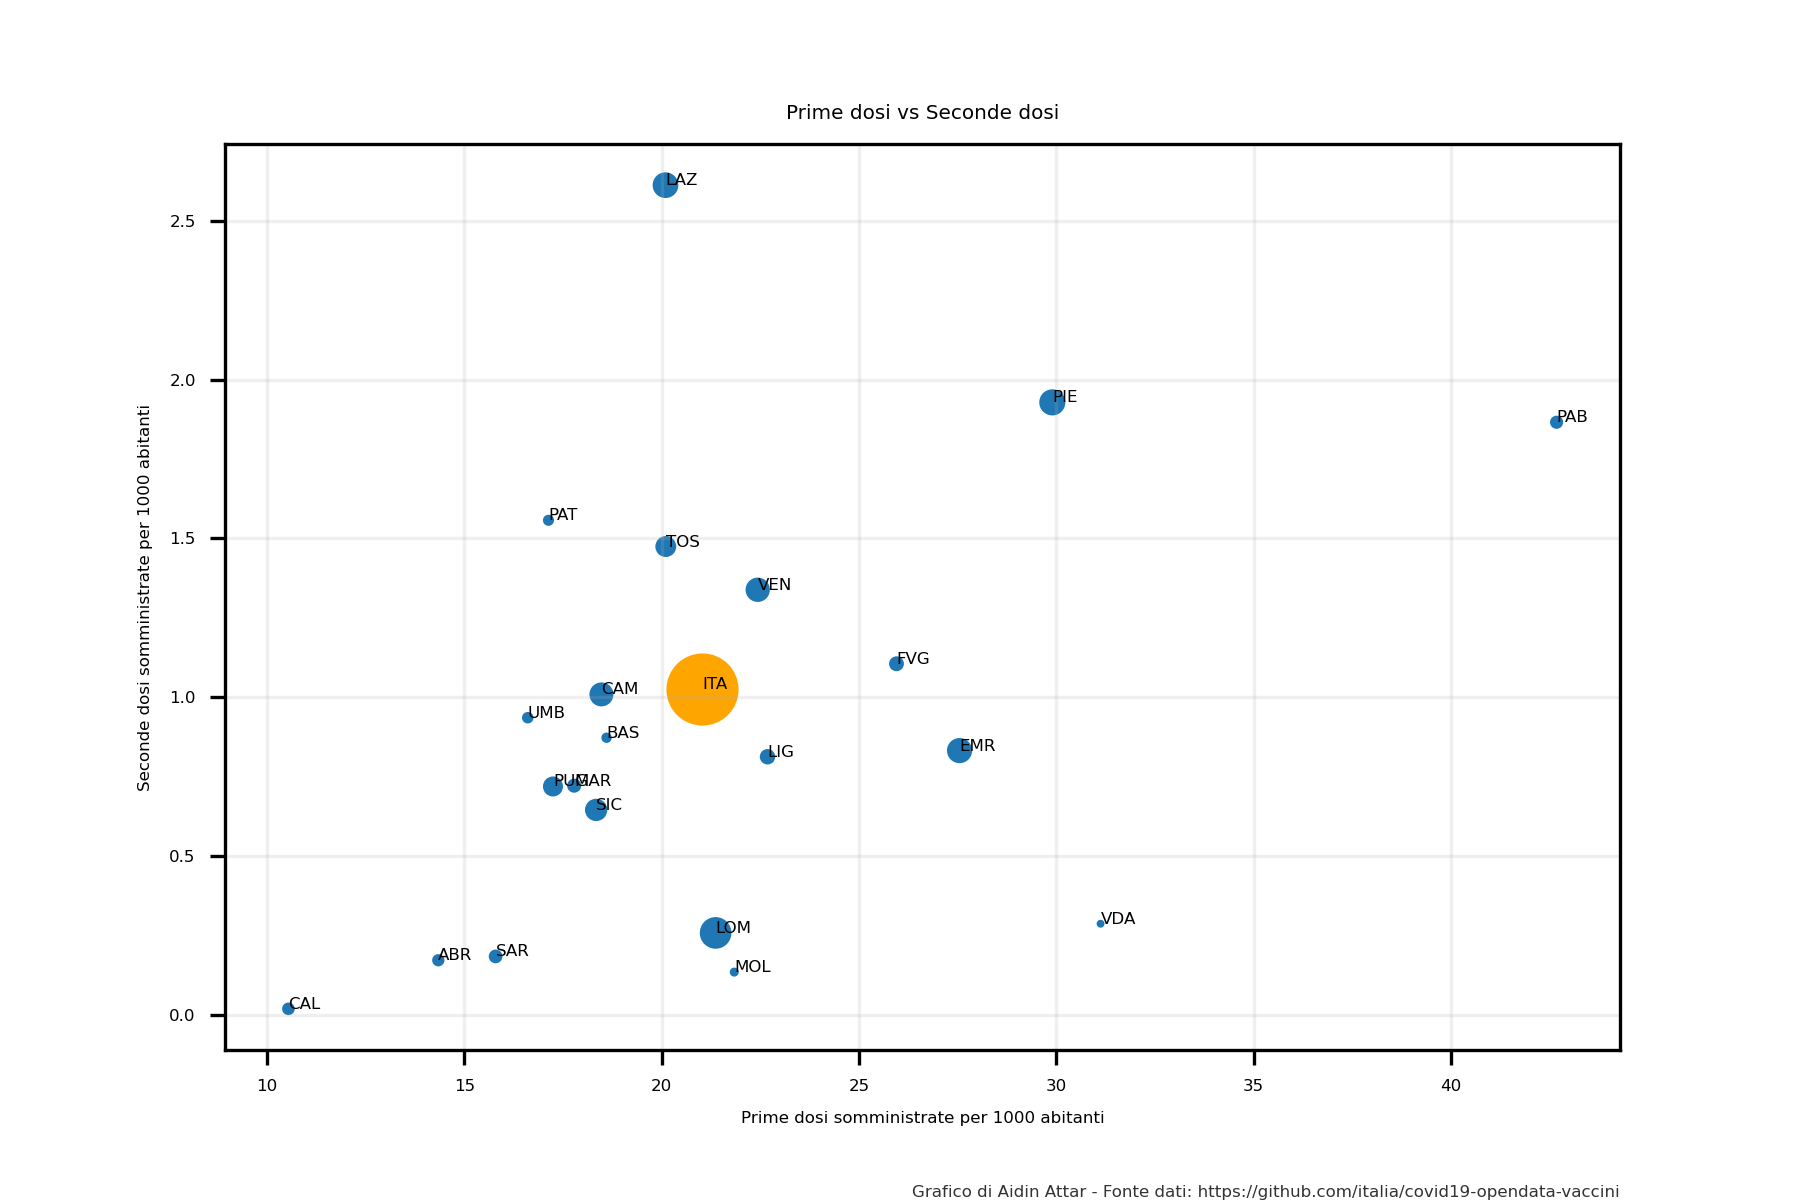 Prime dosi vs Seconde dosi
LAZ
2.5
2.0
PIE
PAB
PAT
1.5
TOS
VEN
FVG
ITA
CAM
1.0
UMB
BAS
EMR
LIG
PUG
MAR
SIC
0.5
VDA
LOM
SAR
ABR
MOL
CAL
0.0
Seconde dosi somministrate per 1000 abitanti
10 15 20 25 30 35 40
Prime dosi somministrate per 1000 abitanti
Grafico di Aidin Attar - Fonte dati: https://github.com/italia/covid19-opendata-vaccini